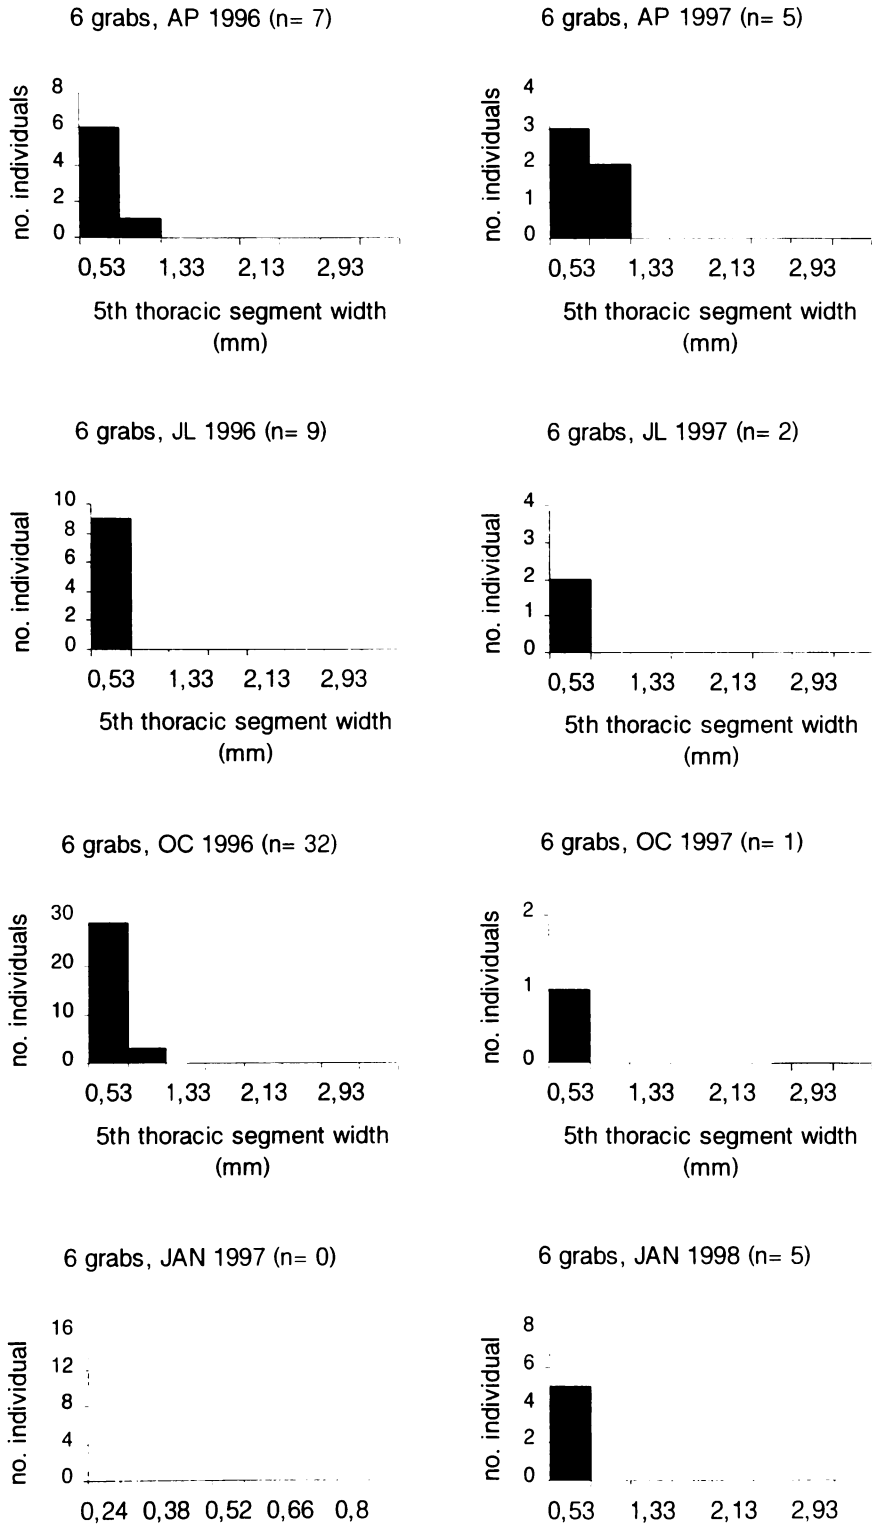 6 grabs, AP 1996 (n= 7)
no. individuals
8
6
4
2
0
0,53 1,33 2,13 2,93
5th thoracic segment width
(mm)
6 grabs, AP 1997 (n= 5)
no. individuals
4
3
2
1
0
0,53 1,33 2,13 2,93
5th thoracic segment width
(mm)
6 grabs, JL 1996 (n= 9)
no. individual
10
8
6
4
2
0
0,53 1,33 2,13 2,93
5th thoracic segment width
(mm)
6 grabs, JL 1997 (n= 2)
no. individual
4
3
2
1
0
0,53 1,33 2,13 2,93
5th thoracic segment width
(mm)
6 grabs, OC 1996 (n= 32)
no. individuals
30
20
10
0
0,53 1,33 2,13 2,93
5th thoracic segment width
(mm)
6 grabs, OC 1997 (n= 1)
no. individuals
2
1
0
0,53 1,33 2,13 2,93
5th thoracic segment width
(mm)
6 grabs, JAN 1997 (n= 0)
no. individual
16
12
8
4
0
0,24 0,38 0,52 0,66 0,8
6 grabs, JAN 1998 (n= 5)
no. individual
8
6
4
2
0
0,53 1,33 2,13 2,93